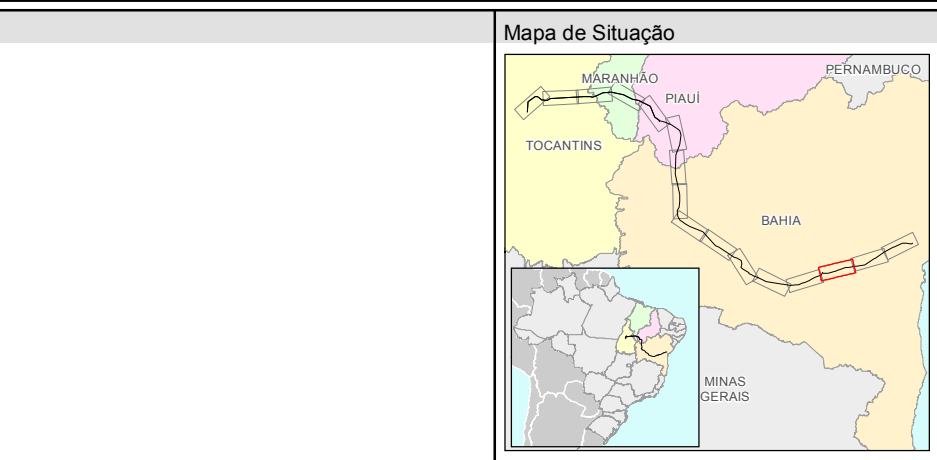 Mapa de Situação
PERNAMBUCO
MARANHÃO
PIAUÍ
TOCANTINS
BAHIA
MINAS
GERAIS